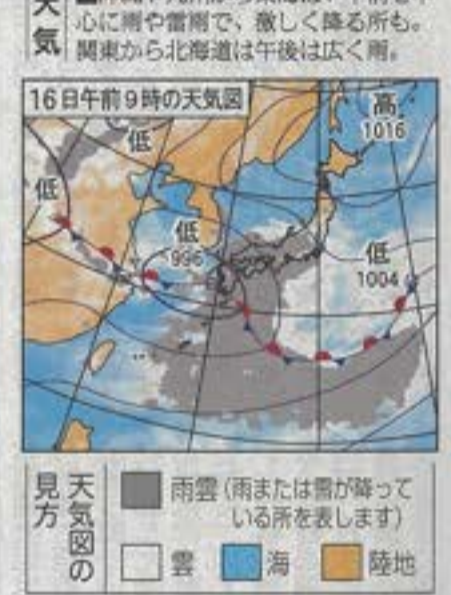 天気
心に雨や雷雨で、激しく降る所も。
関東から北海道は午後は広く雨。
16日午前9時の天気図
高
1016
低
低
低
996
低
1004
天気図の見方
雨雲(雨または雪が降って
いる所を表します)
雲
海
陸地